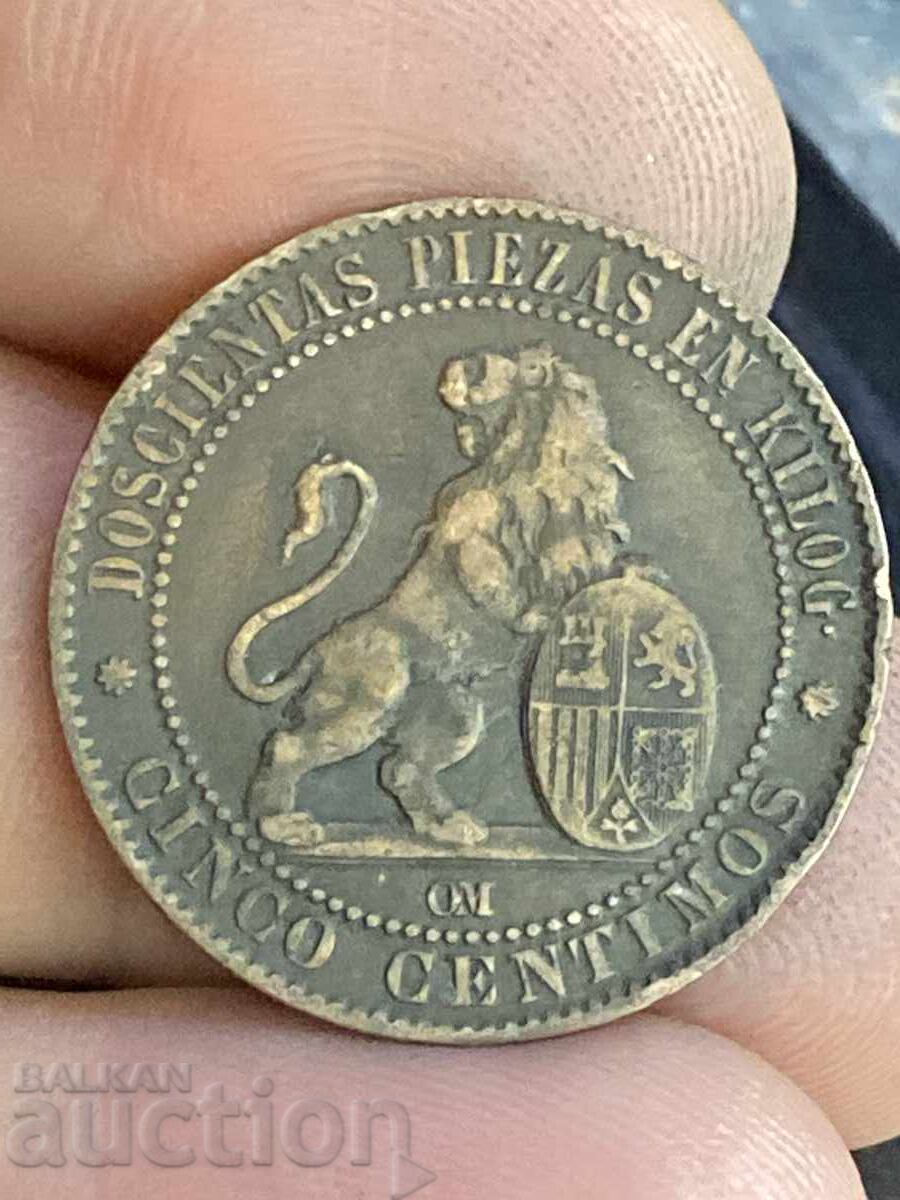 DOSCIENTAS PIEZAS EN KILOG.
OM
* CINCO CENTIMOS *
BALKAN
auction